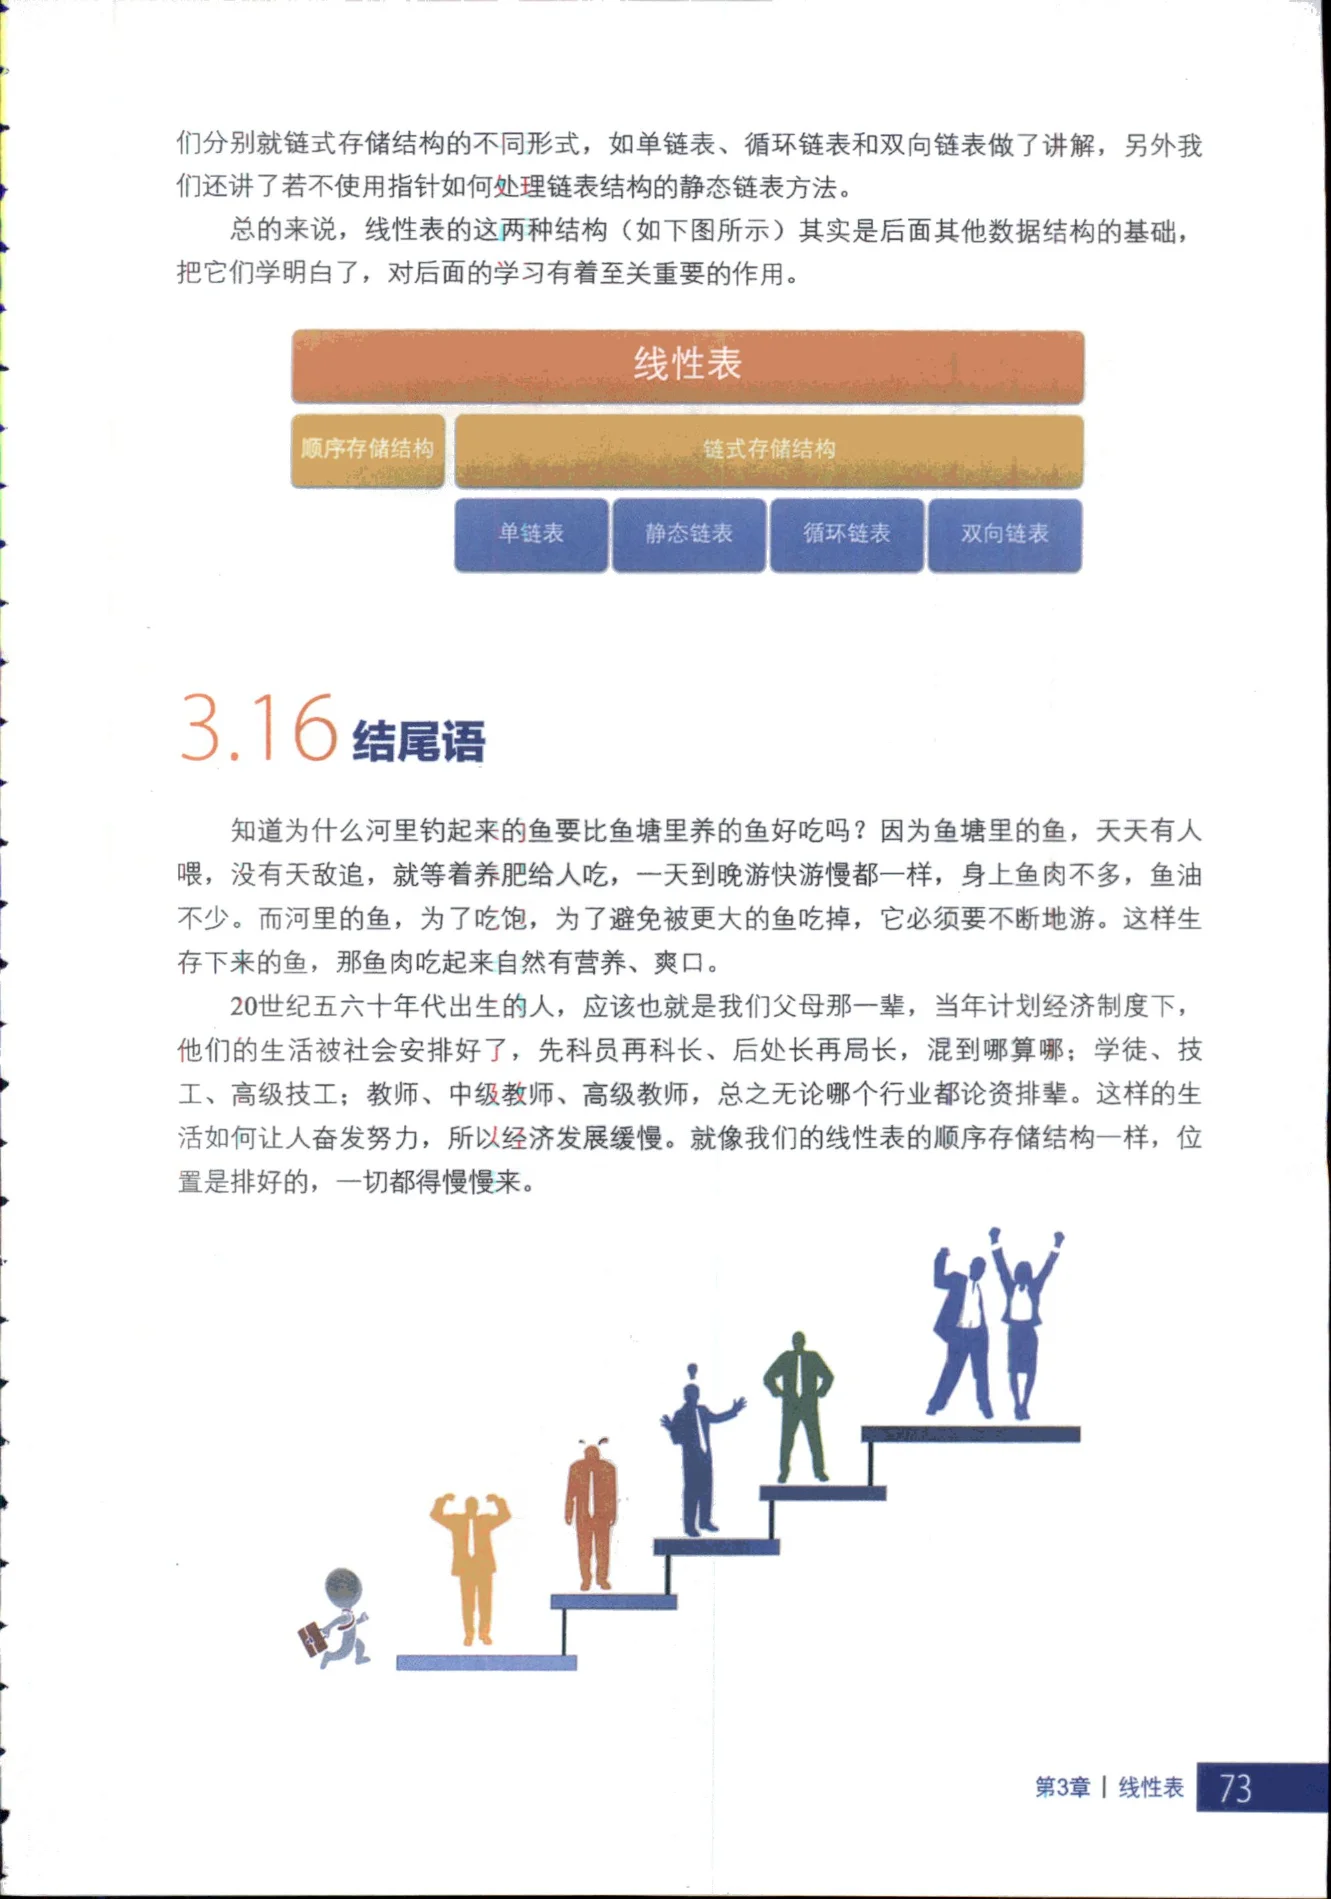 们分别就链式存储结构的不同形式，如单链表、循环链表和双向链表做了讲解，另外我
们还讲了若不使用指针如何处理链表结构的静态链表方法。
总的来说，线性表的这两种结构（如下图所示）其实是后面其他数据结构的基础，
把它们学明白了，对后面的学习有着至关重要的作用。
线性表
顺序存储结构 链式存储结构
单链表 静态链表 循环链表 双向链表
3.16 结尾语
知道为什么河里钓起来的鱼要比鱼塘里养的鱼好吃吗？因为鱼塘里的鱼，天天有人
喂，没有天敌追，就等着养肥给人吃，一天到晚游快游慢都一样，身上鱼肉不多，鱼油
不少。而河里的鱼，为了吃饱，为了避免被更大的鱼吃掉，它必须要不断地游。这样生
存下来的鱼，那鱼肉吃起来自然有营养、爽口。
20世纪五六十年代出生的人，应该也就是我们父母那一辈，当年计划经济制度下，
他们的生活被社会安排好了，先科员再科长、后处长再局长，混到哪算哪；学徒、技
工、高级技工；教师、中级教师、高级教师，总之无论哪个行业都论资排辈。这样的生
活如何让人奋发努力，所以经济发展缓慢。就像我们的线性表的顺序存储结构一样，位
置是排好的，一切都得慢慢来。
第3章 | 线性表 73